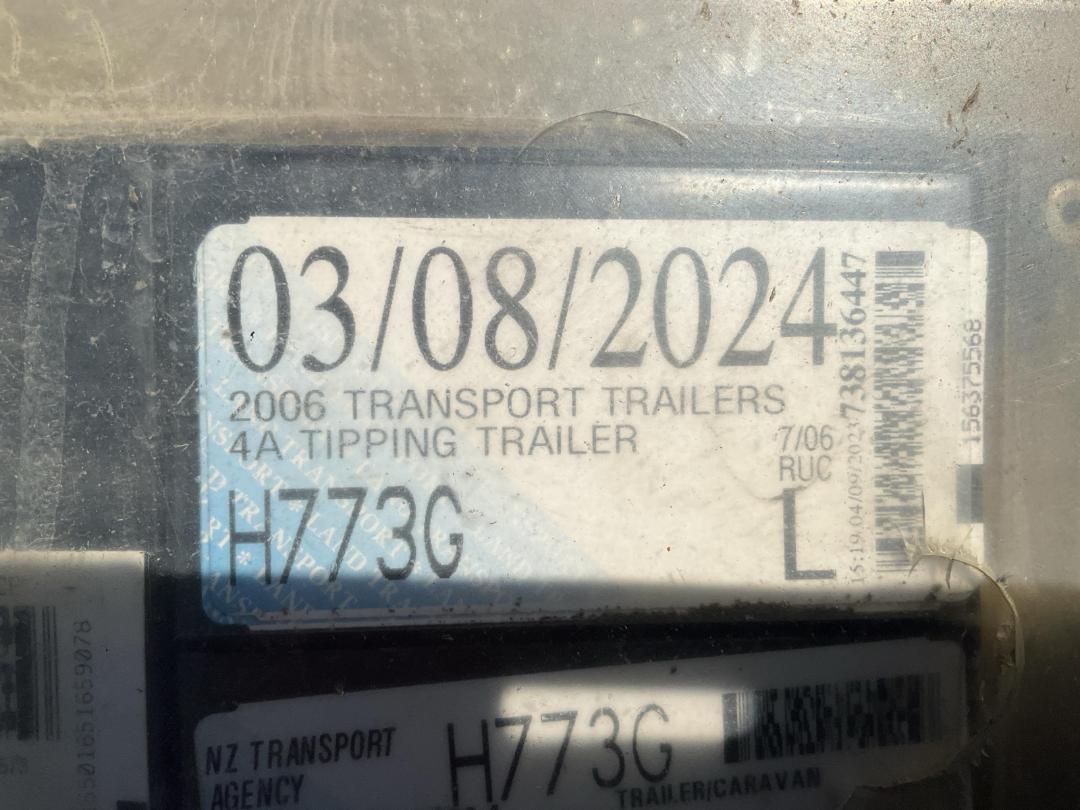 03/08/2024
2006 TRANSPORT TRAILERS
4A TIPPING TRAILER
7/06
RUC
H773G
L
15:19.04/09/2023
738136447
156375568
NZ TRANSPORT
AGENCY
H773G
TRAILER/CARAVAN